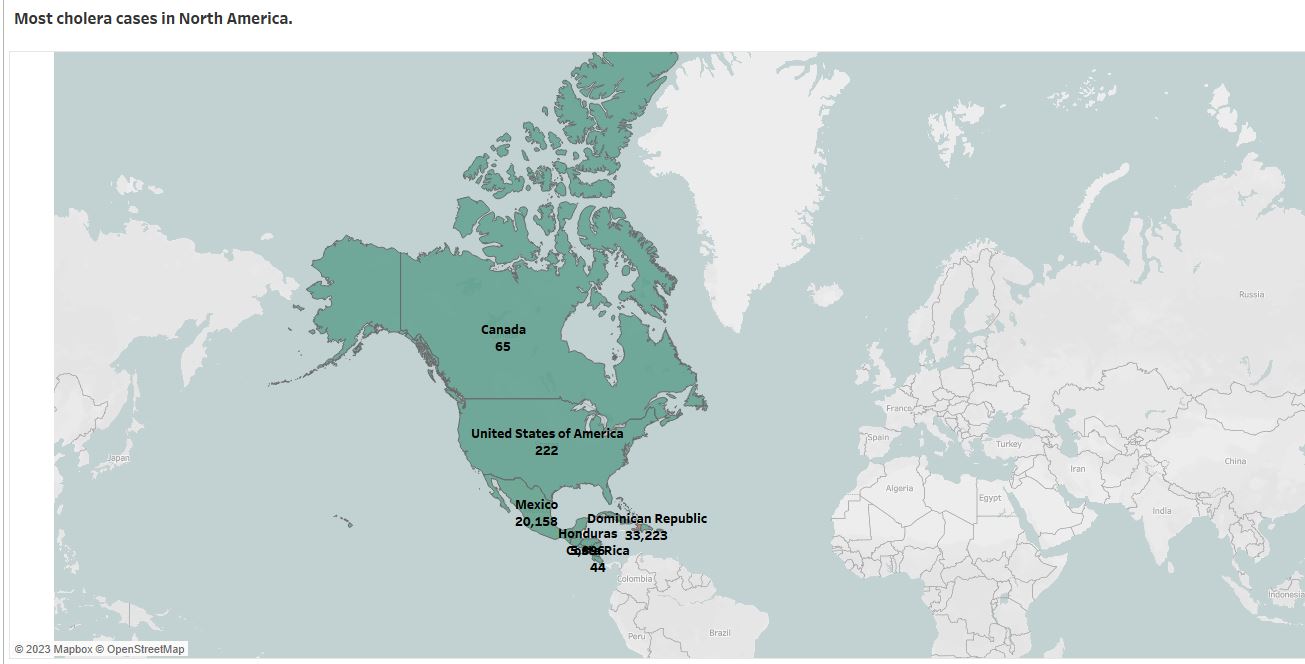 Most cholera cases in North America.
Russia
Canada
65
France
United States of America
222
Spain
Turkey
Japan
Iran
China
Algeria
Egypt
Mexico
20,158
India
Dominican Republic
33,223
Honduras
Costa Rica
44
Colombia
Indonesia
Peru
Brazil
© 2023 Mapbox © OpenStreetMap